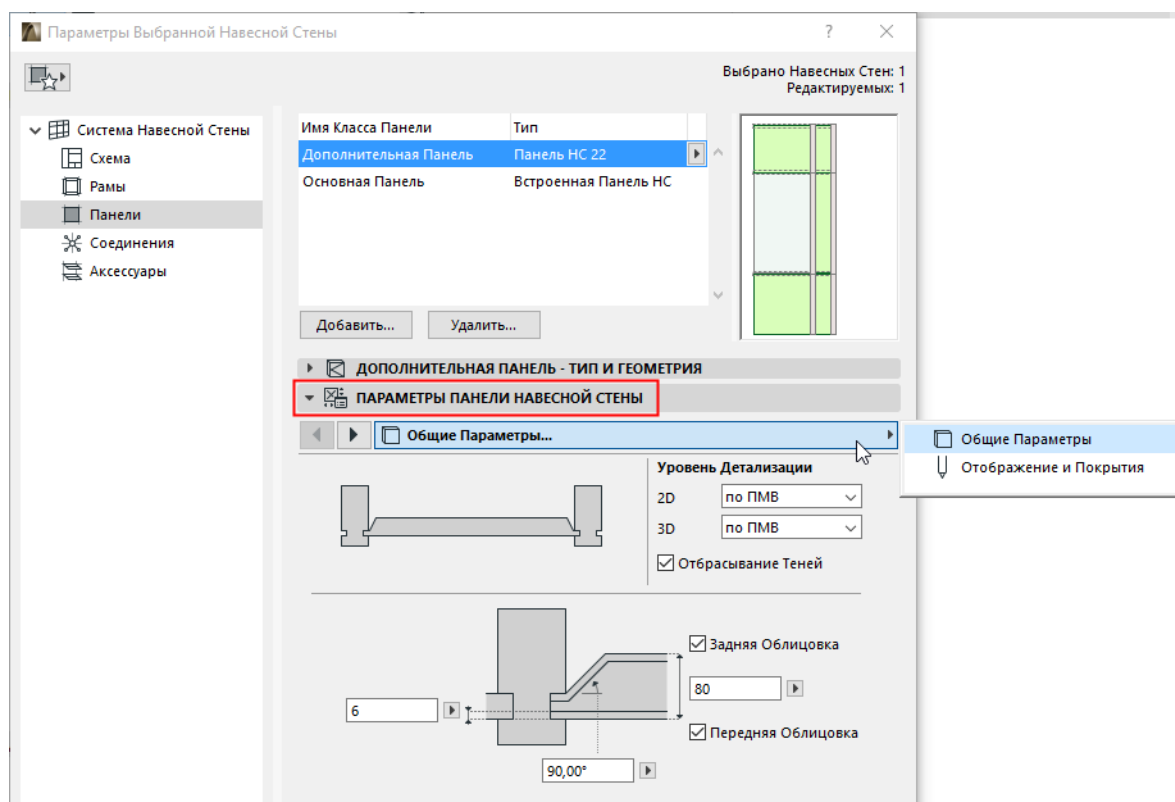 Параметры Выбранной Навесной Стены
Выбрано Навесных Стен: 1
Редактируемых: 1
Система Навесной Стены
Схема
Рамы
Панели
Соединения
Аксессуары
Имя Класса Панели Тип
Дополнительная Панель Панель НС 22
Основная Панель Встроенная Панель НС
Добавить... Удалить...
ДОПОЛНИТЕЛЬНАЯ ПАНЕЛЬ - ТИП И ГЕОМЕТРИЯ
ПАРАМЕТРЫ ПАНЕЛИ НАВЕСНОЙ СТЕНЫ
Общие Параметры...
Общие Параметры
Отображение и Покрытия
Уровень Детализации
2D по ПМВ
3D по ПМВ
Отбрасывание Теней
Задняя Облицовка
80
6
Передняя Облицовка
90,00°